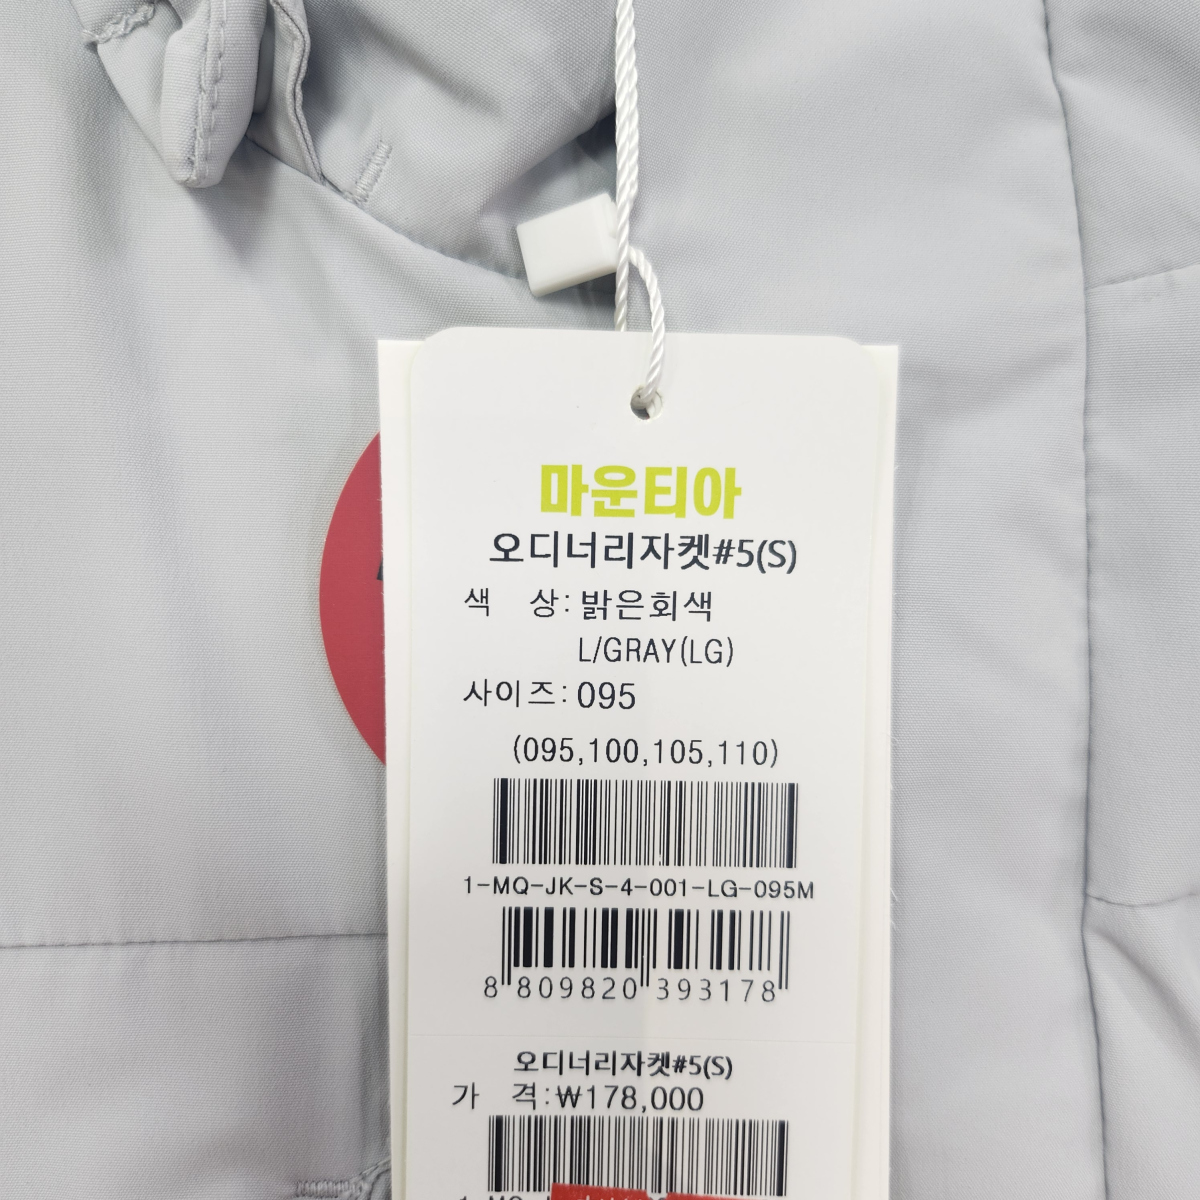 마운티아
오디너리자켓#5(S)
색 상: 밝은회색
L/GRAY(LG)
사이즈: 095
(095,100,105,110)
1-MQ-JK-S-4-001-LG-095M
8 809820 393178
오디너리자켓#5(S)
가 격:₩178,000